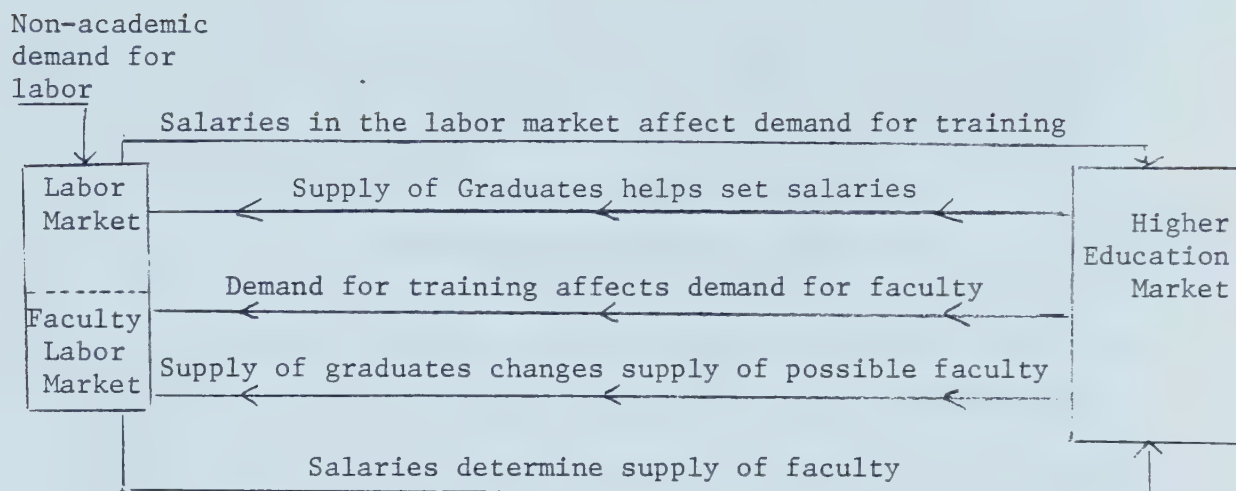 Non-academic
demand for
labor
Salaries in the labor market affect demand for training
Labor
Market
Supply of Graduates helps set salaries
Higher
Education
Market
Demand for training affects demand for faculty
Faculty
Labor
Market
Supply of graduates changes supply of possible faculty
Salaries determine supply of faculty